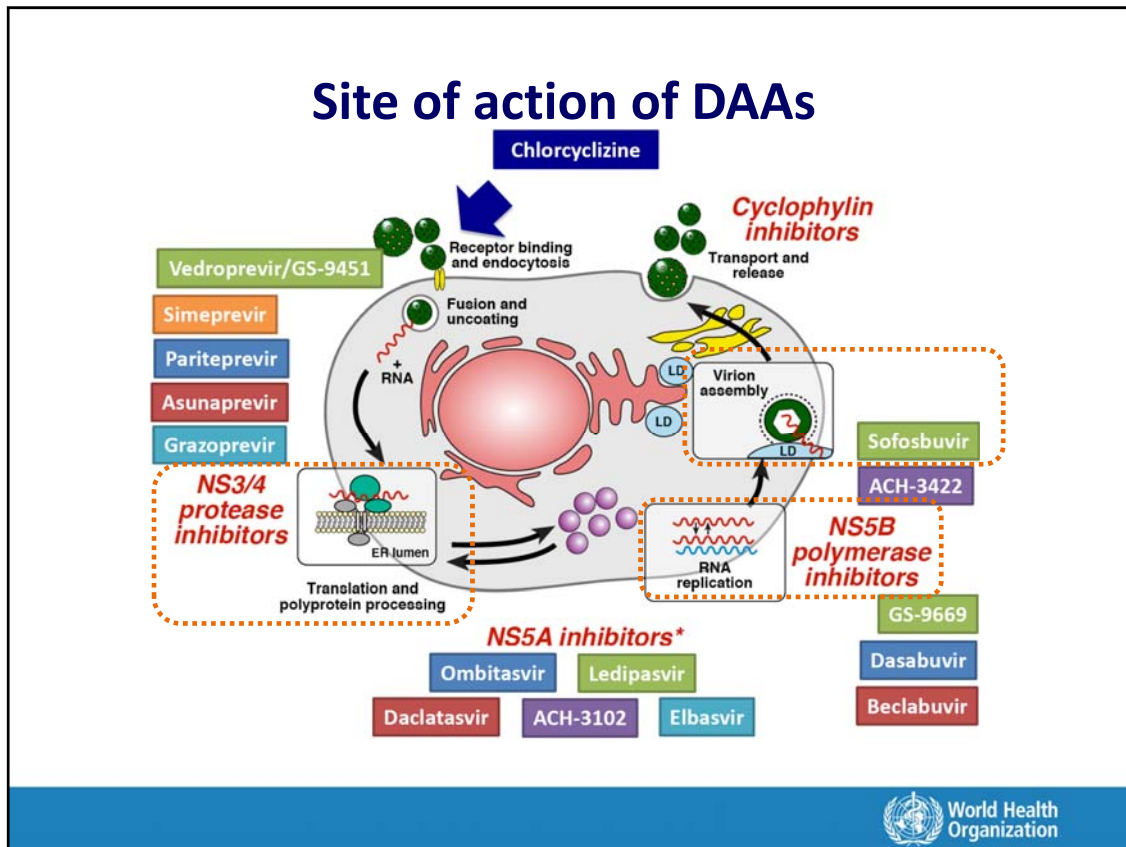 Site of action of DAAs
Chlorcyclizine
Cyclophylin
inhibitors
Receptor binding
and endocytosis
Transport and
release
Vedroprevir/GS-9451
Simeprevir
Pariteprevir
Asunaprevir
Grazoprevir
Fusion and
uncoating
+
RNA
LD
LD
Virion
assembly
LD
Sofosbuvir
ACH-3422
NS3/4
protease
inhibitors
ER lumen
Translation and
polyprotein processing
RNA
replication
NS5B
polymerase
inhibitors
GS-9669
Dasabuvir
Beclabuvir
NS5A inhibitors*
Ombitasvir
Ledipasvir
Daclatasvir
ACH-3102
Elbasvir
World Health
Organization